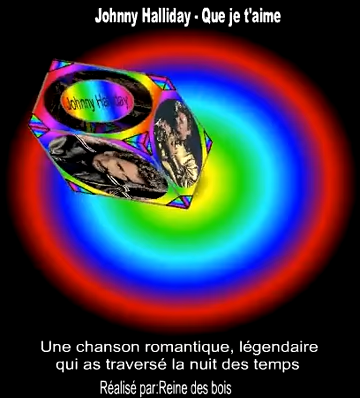 Johnny Halliday - Que je t'aime
Johnny Haliday
Une chanson romantique, légendaire
qui as traversé la nuit des temps
Réalisé par:Reine des bois